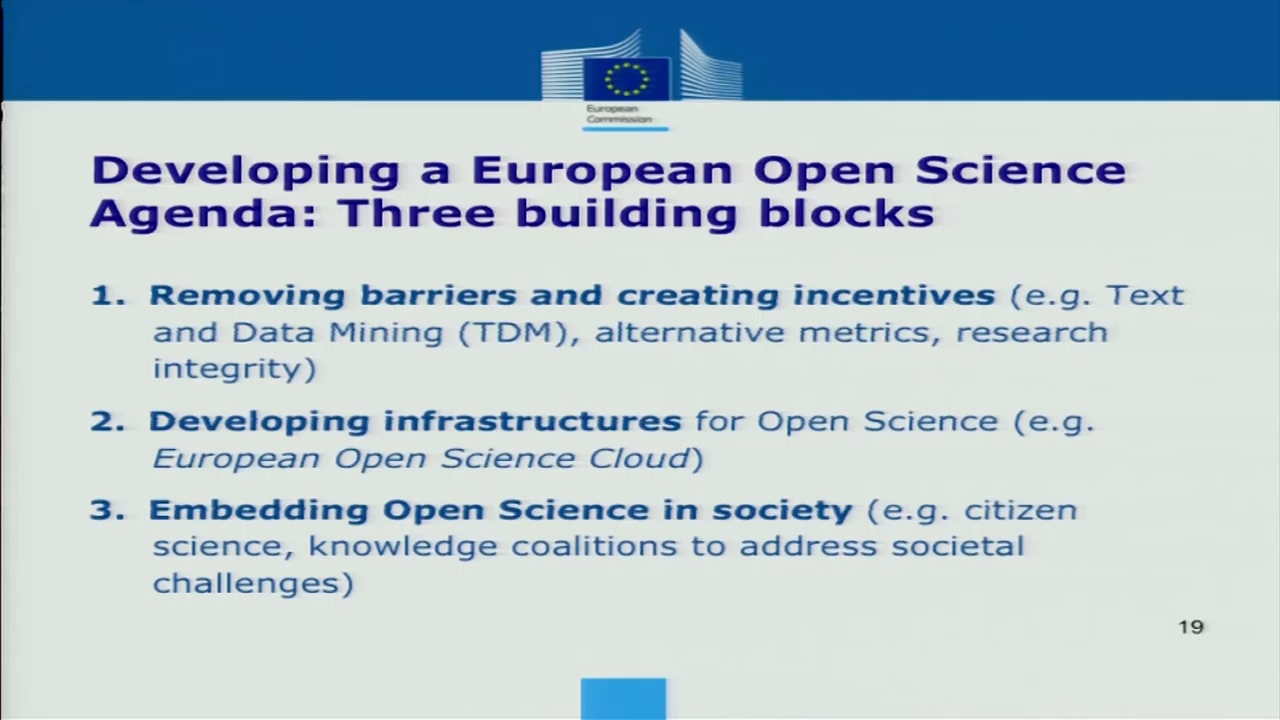 European
Commission
Developing a European Open Science
Agenda: Three building blocks
1. Removing barriers and creating incentives (e.g. Text
and Data Mining (TDM), alternative metrics, research
integrity)
2. Developing infrastructures for Open Science (e.g.
European Open Science Cloud)
3. Embedding Open Science in society (e.g. citizen
science, knowledge coalitions to address societal
challenges)
19